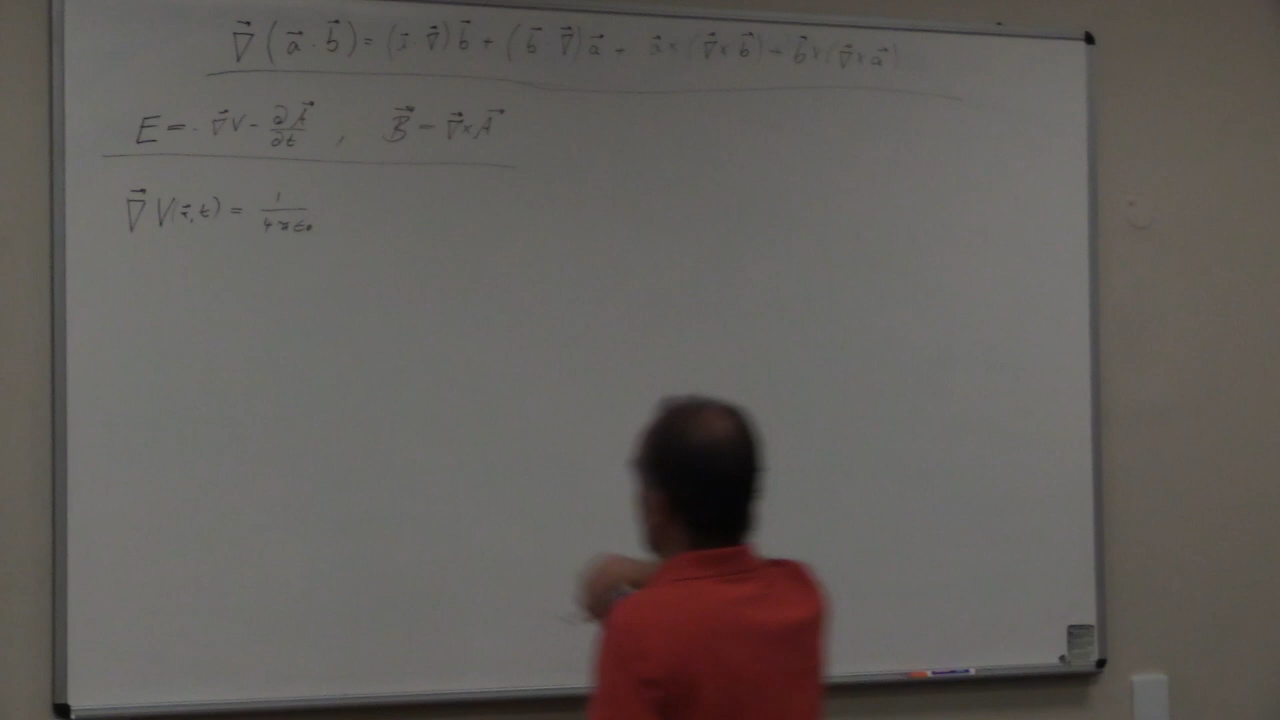 ∇⃗ (a⃗ · b⃗) = (a⃗ · ∇⃗) b⃗ + (b⃗ · ∇⃗) a⃗ + a⃗ × (∇⃗ × b⃗) + b⃗ × (∇⃗ × a⃗)
E = - ∇⃗ V - ∂A⃗/∂t , B⃗ = ∇⃗ × A⃗
∇⃗ V(r⃗, t) = 1/4πε₀